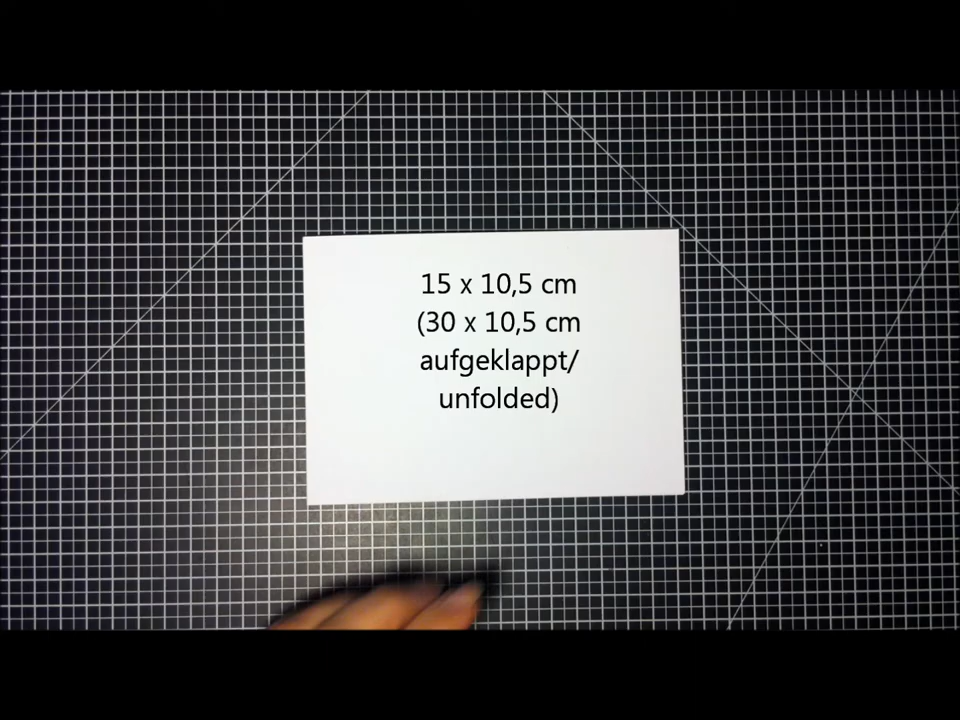 15 x 10,5 cm
(30 x 10,5 cm
aufgeklappt/
unfolded)